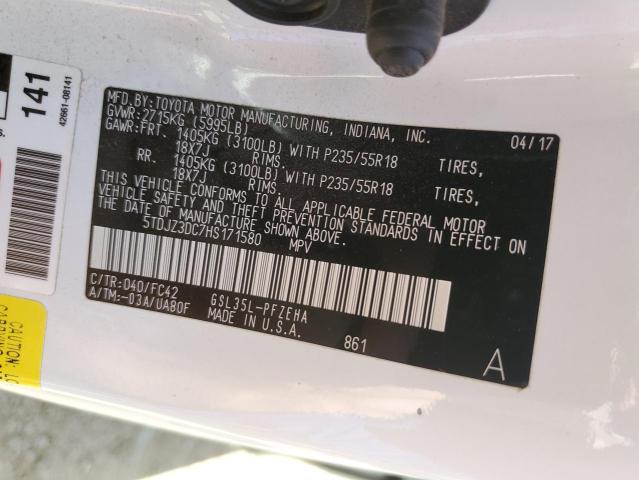 MFD.BY:TOYOTA MOTOR MANUFACTURING, INDIANA, INC. 04/17
GVWR:2715KG (5995LB)
GAWR:FRT. 1405KG (3100LB) WITH P235/55R18 TIRES,
18X7J RIMS.
RR. 1405KG (3100LB) WITH P235/55R18 TIRES,
18X7J RIMS.
THIS VEHICLE CONFORMS TO ALL APPLICABLE FEDERAL MOTOR
VEHICLE SAFETY AND THEFT PREVENTION STANDARDS IN EFFECT
ON THE DATE OF MANUFACTURE SHOWN ABOVE.
5TDJZ3DC7HS171580 MPV
C/TR:040/FC42 GSL35L-PFZEHA
A/TM:-03A/UA80F MADE IN U.S.A.
861 A
141
42661-08141
s.
CAUTION: